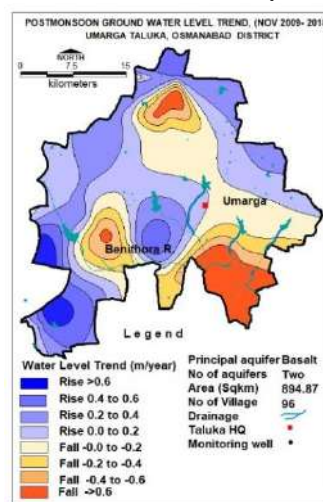 POSTMONSOON GROUND WATER LEVEL TREND, (NOV 2009- 2018
UMARGA TALUKA, OSMANABAD DISTRICT
NORTH
0 7.5 15
kilometers
Umarga
Benithora R.
Legend
Water Level Trend (m/year)
Rise >0.6
Rise 0.4 to 0.6
Rise 0.2 to 0.4
Rise 0.0 to 0.2
Fall -0.0 to -0.2
Fall -0.2 to -0.4
Fall -0.4 to -0.6
Fall ->0.6
Principal aquifer Basalt
No of aquifers Two
Area (Sqkm) 894.87
No of Village 96
Drainage
Taluka HQ
Monitoring well